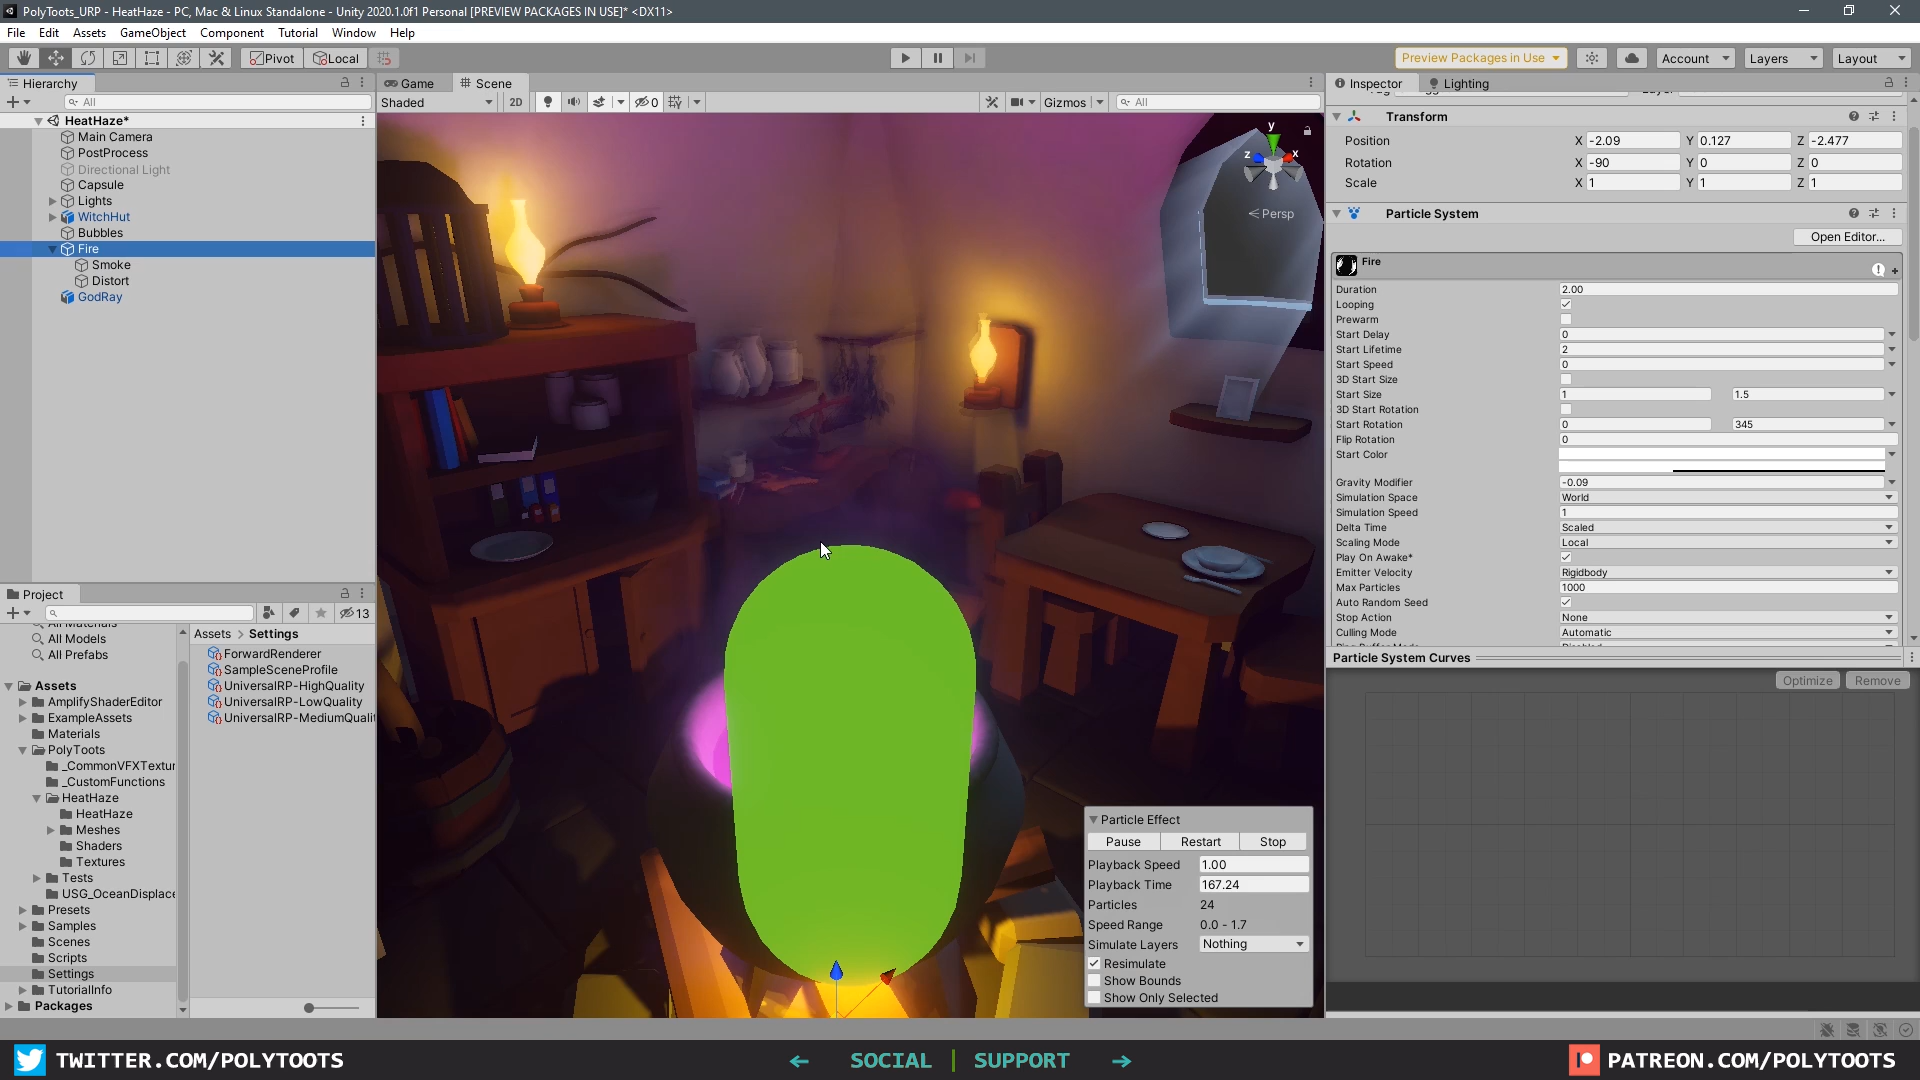 PolyToots_URP - HeatHaze - PC, Mac & Linux Standalone - Unity 2020.1.0f1 Personal [PREVIEW PACKAGES IN USE]* <DX11>
File Edit Assets GameObject Component Tutorial Window Help
Pivot Local Preview Packages in Use Account Layers Layout
Hierarchy
All
HeatHaze*
Main Camera
PostProcess
Directional Light
Capsule
Lights
WitchHut
Bubbles
Fire
Smoke
Distort
GodRay
Game Scene
Shaded 2D 0 Gizmos All
y
z x
Persp
Particle Effect
Pause Restart Stop
Playback Speed 1.00
Playback Time 167.24
Particles 24
Speed Range 0.0 - 1.7
Simulate Layers Nothing
Resimulate
Show Bounds
Show Only Selected
Project
13
All Models
All Prefabs
Assets
AmplifyShaderEditor
ExampleAssets
Materials
PolyToots
_CommonVFXTextur
_CustomFunctions
HeatHaze
HeatHaze
Meshes
Shaders
Textures
Tests
USG_OceanDisplace
Presets
Samples
Scenes
Scripts
Settings
TutorialInfo
Packages
Assets > Settings
ForwardRenderer
SampleSceneProfile
UniversalRP-HighQuality
UniversalRP-LowQuality
UniversalRP-MediumQualit
Inspector Lighting
Transform
Position X -2.09 Y 0.127 Z -2.477
Rotation X -90 Y 0 Z 0
Scale X 1 Y 1 Z 1
Particle System
Open Editor...
Fire
Duration 2.00
Looping
Prewarm
Start Delay 0
Start Lifetime 2
Start Speed 0
3D Start Size
Start Size 1 1.5
3D Start Rotation
Start Rotation 0 345
Flip Rotation 0
Start Color
Gravity Modifier -0.09
Simulation Space World
Simulation Speed 1
Delta Time Scaled
Scaling Mode Local
Play On Awake*
Emitter Velocity Rigidbody
Max Particles 1000
Auto Random Seed
Stop Action None
Culling Mode Automatic
Particle System Curves
Optimize Remove
TWITTER.COM/POLYTOOTS
SOCIAL | SUPPORT
PATREON.COM/POLYTOOTS